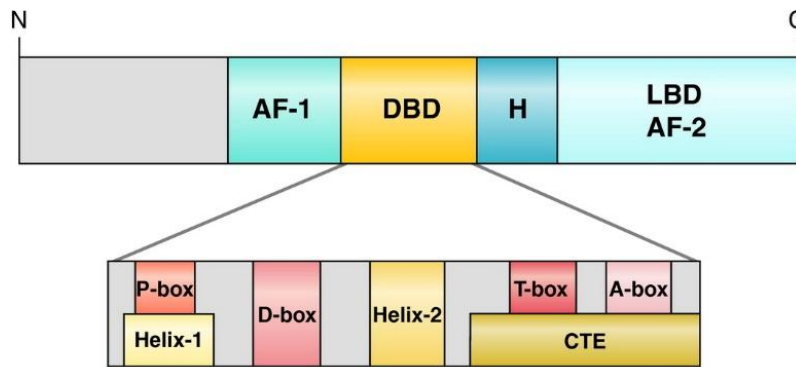 N
AF-1 DBD H LBD
AF-2
P-box T-box A-box
D-box Helix-2
Helix-1 CTE